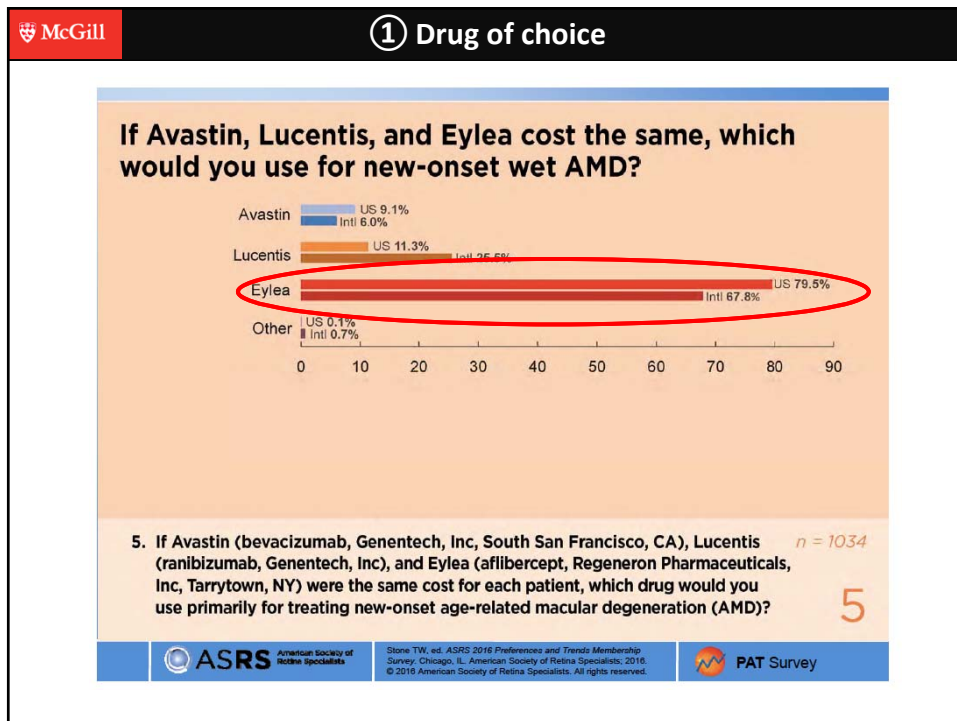 McGill
① Drug of choice
If Avastin, Lucentis, and Eylea cost the same, which
would you use for new-onset wet AMD?
Avastin
US 9.1%
Intl 6.0%
Lucentis
US 11.3%
Intl 25.5%
Eylea
US 79.5%
Intl 67.8%
Other
US 0.1%
Intl 0.7%
0 10 20 30 40 50 60 70 80 90
5. If Avastin (bevacizumab, Genentech, Inc, South San Francisco, CA), Lucentis
(ranibizumab, Genentech, Inc), and Eylea (aflibercept, Regeneron Pharmaceuticals,
Inc, Tarrytown, NY) were the same cost for each patient, which drug would you
use primarily for treating new-onset age-related macular degeneration (AMD)?
n = 1034
5
ASRS
American Society of
Retina Specialists
Stone TW, ed. ASRS 2016 Preferences and Trends Membership
Survey. Chicago, IL. American Society of Retina Specialists; 2016.
© 2016 American Society of Retina Specialists. All rights reserved.
PAT Survey